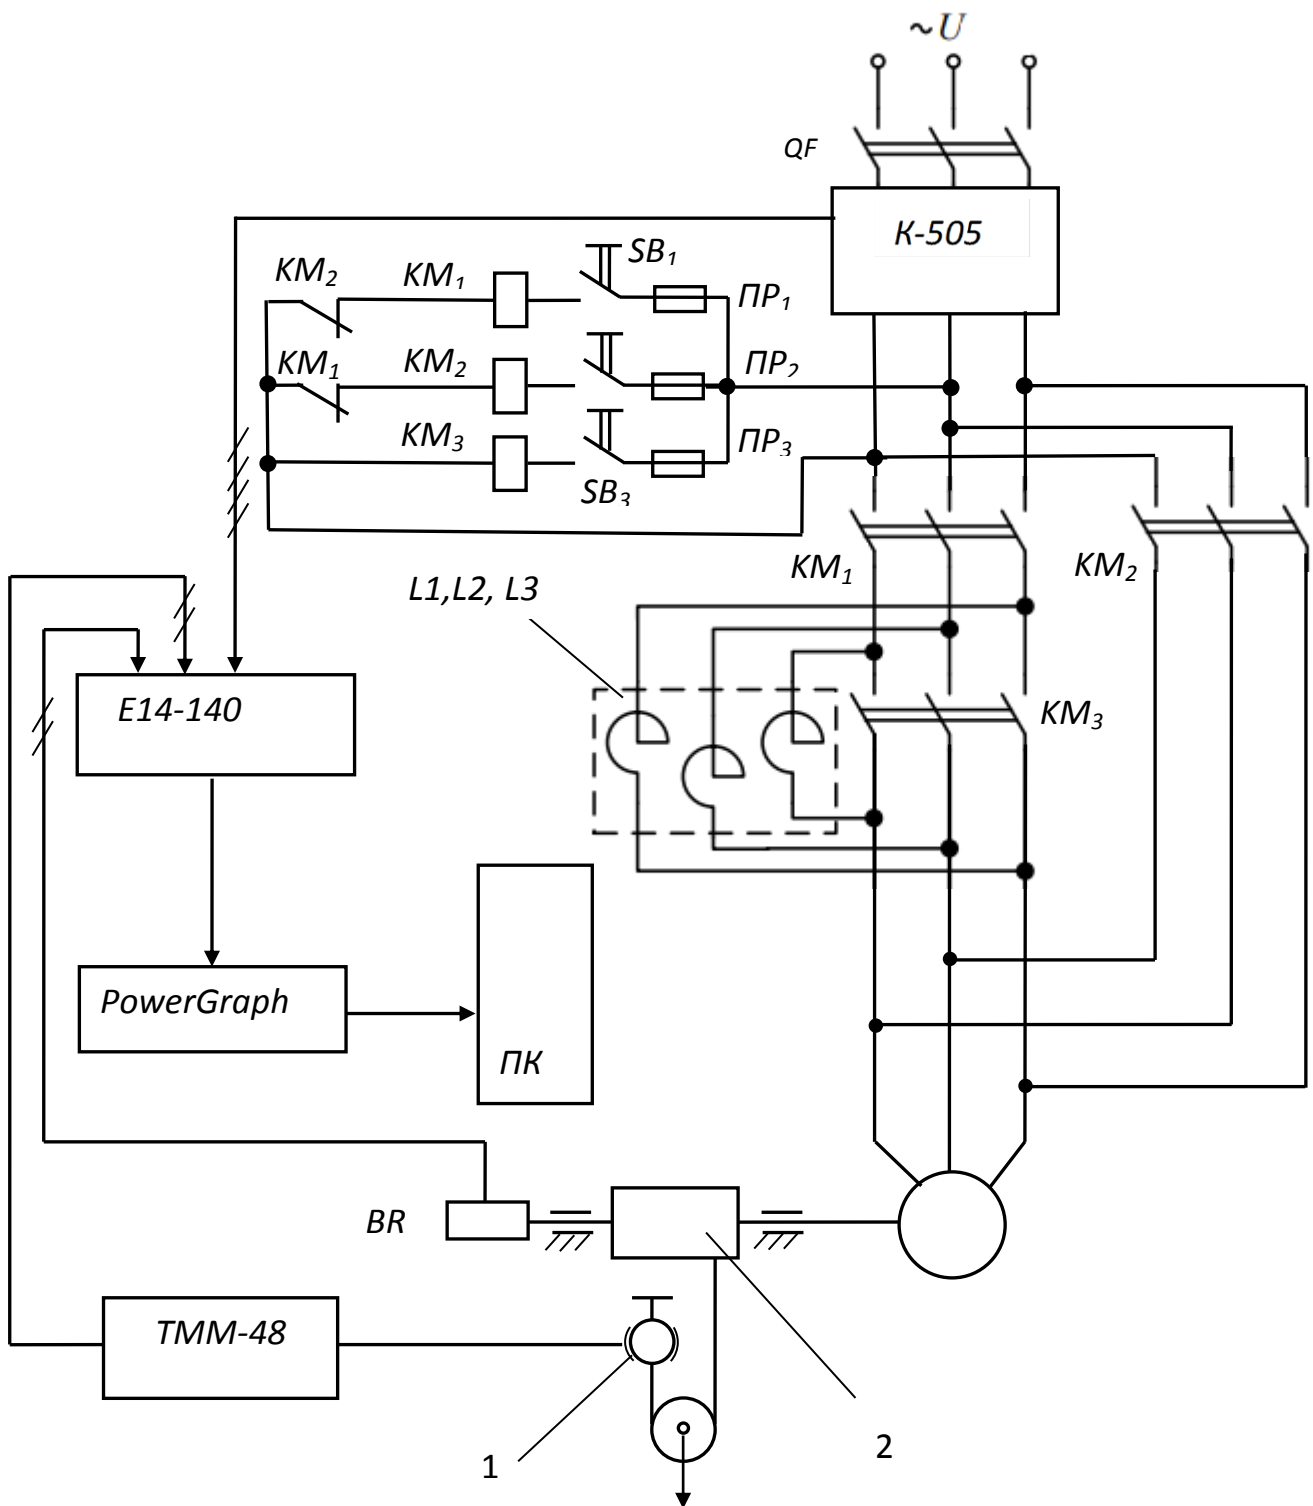 ~U
QF
К-505
SB₁
KM₂
KM₁
ПР₁
KM₁
KM₂
ПР₂
KM₃
ПР₃
SB₃
KM₁
KM₂
L1,L2, L3
E14-140
KM₃
PowerGraph
ПК
BR
ТММ-48
1
2